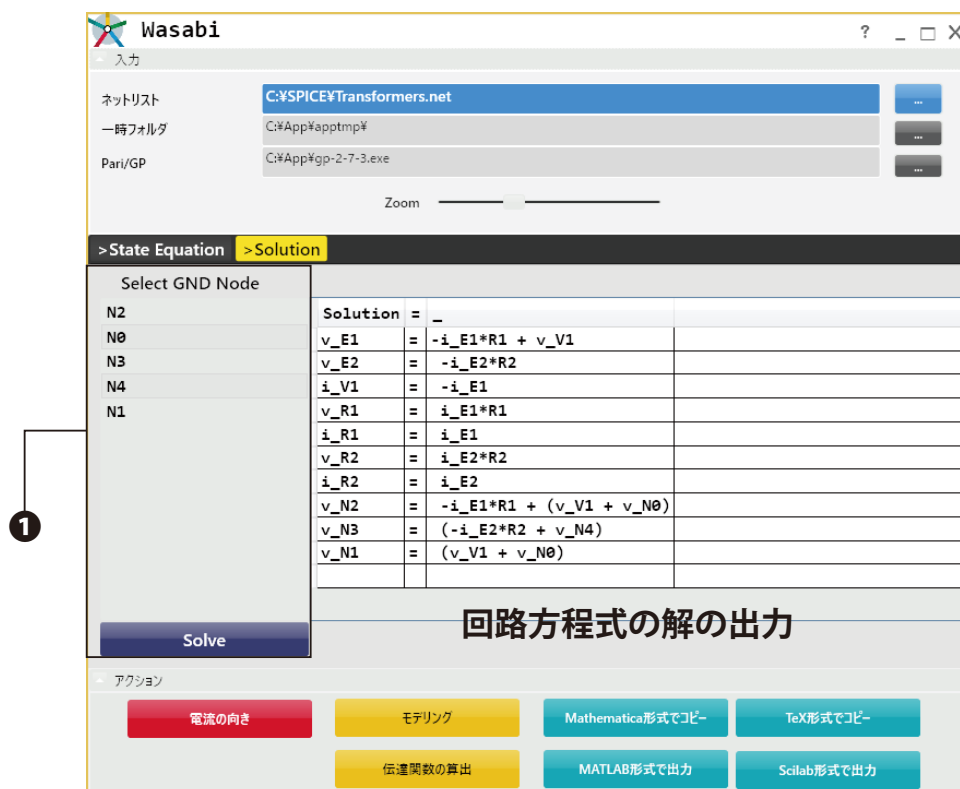 Wasabi
? _ □ X
入力
ネットリスト C:¥SPICE¥Transformers.net ...
一時フォルダ C:¥App¥apptmp¥ ...
Pari/GP C:¥App¥gp-2-7-3.exe ...
Zoom
>State Equation >Solution
Select GND Node
N2
N0
N3
N4
N1
Solve
❶
Solution = _
v_E1 = -i_E1*R1 + v_V1
v_E2 = -i_E2*R2
i_V1 = -i_E1
v_R1 = i_E1*R1
i_R1 = i_E1
v_R2 = i_E2*R2
i_R2 = i_E2
v_N2 = -i_E1*R1 + (v_V1 + v_N0)
v_N3 = (-i_E2*R2 + v_N4)
v_N1 = (v_V1 + v_N0)
回路方程式の解の出力
アクション
電流の向き モデリング Mathematica形式でコピー TeX形式でコピー
伝達関数の算出 MATLAB形式で出力 Scilab形式で出力